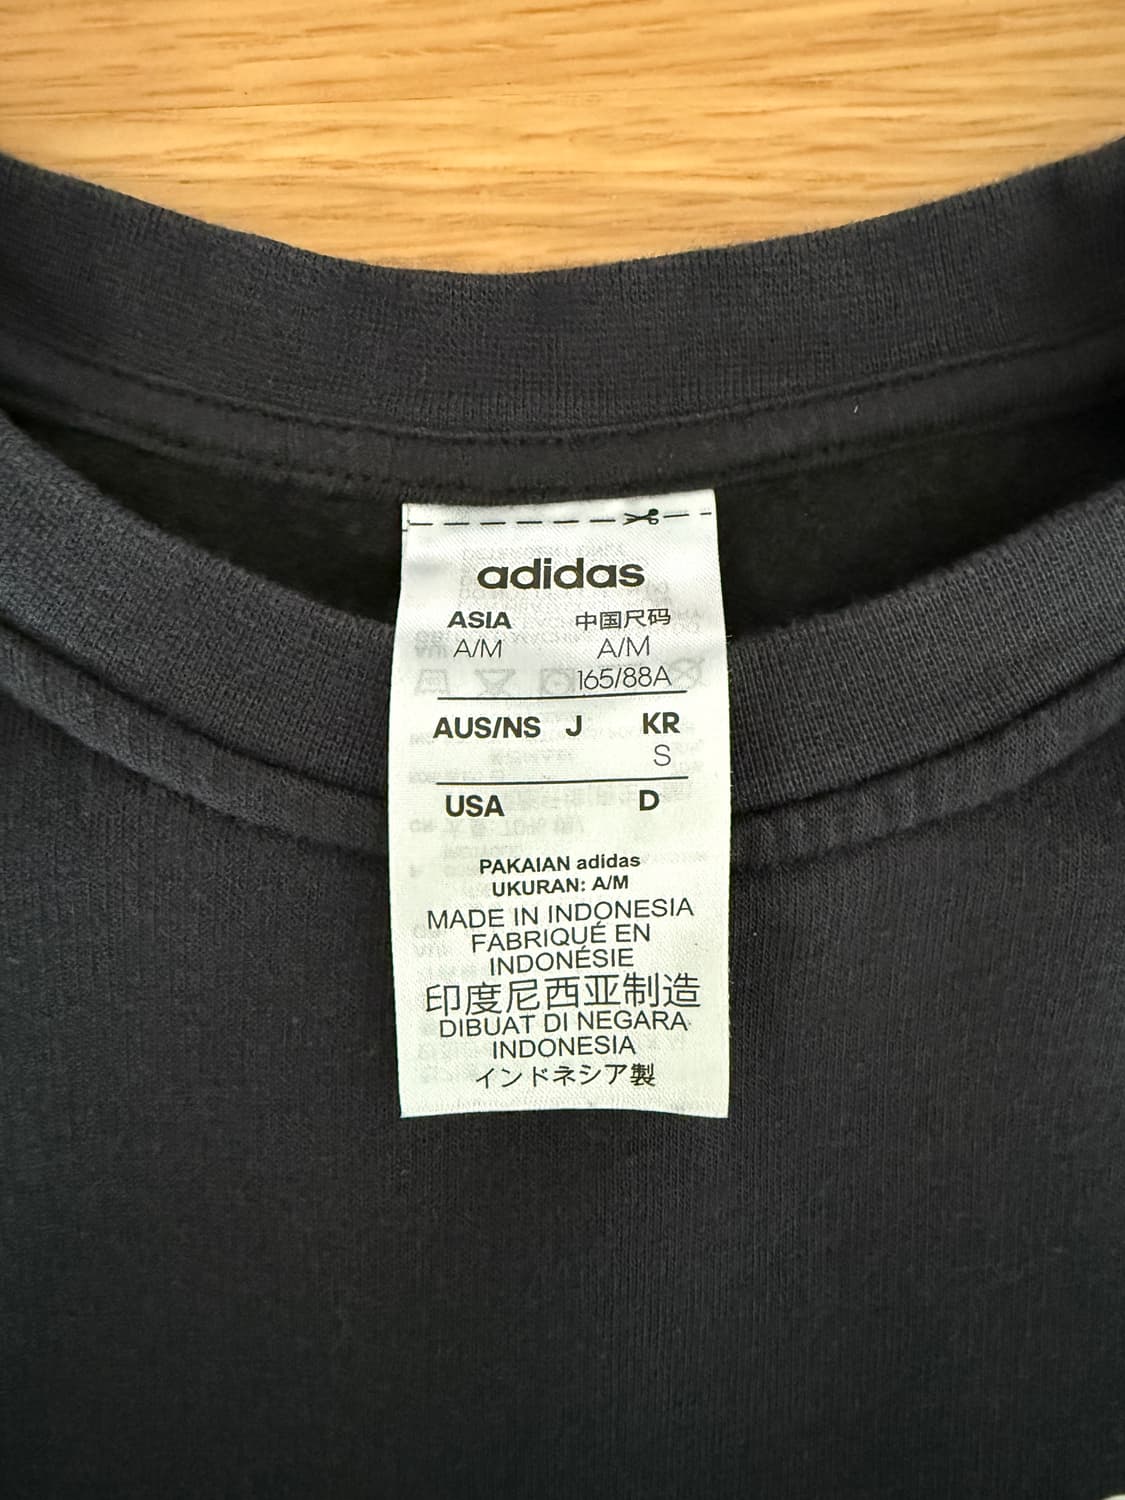 adidas
ASIA 中国尺码
A/M A/M
165/88A
AUS/NS J KR
S
USA D
PAKAIAN adidas
UKURAN: A/M
MADE IN INDONESIA
FABRIQUÉ EN
INDONÉSIE
印度尼西亚制造
DIBUAT DI NEGARA
INDONESIA
インドネシア製